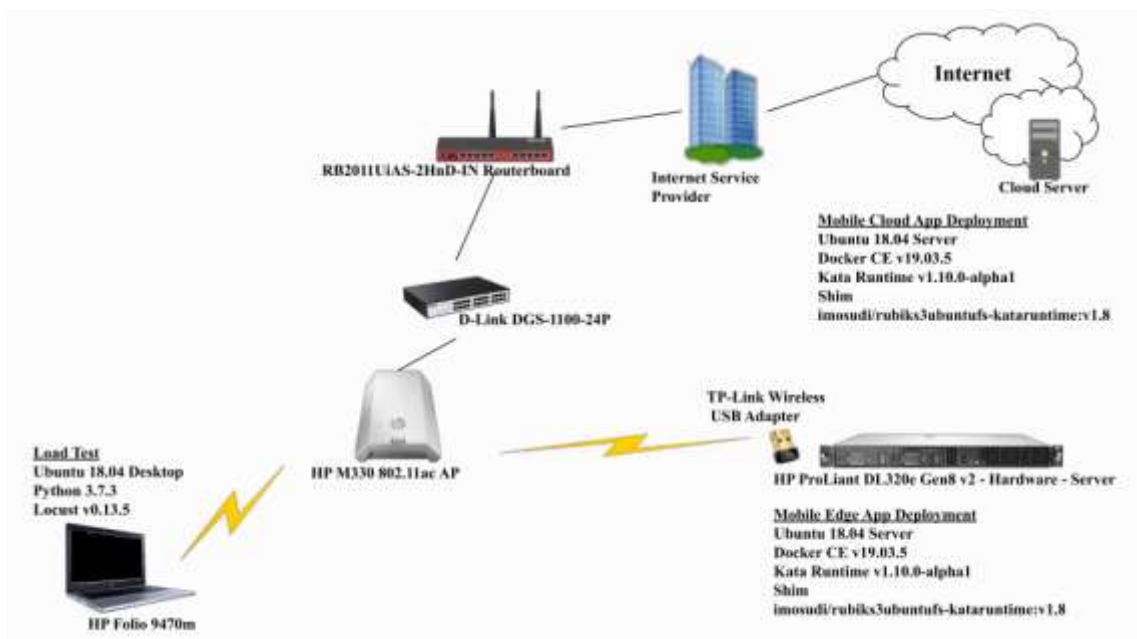 Internet
Cloud Server
RB2011UiAS-2HnD-IN Routerboard
Internet Service
Provider
Mobile Cloud App Deployment
Ubuntu 18.04 Server
Docker CE v19.03.5
Kata Runtime v1.10.0-alpha1
Shim
imosudi/rubiks3ubuntufs-kataruntime:v1.8
D-Link DGS-1100-24P
HP M330 802.11ac AP
TP-Link Wireless
USB Adapter
HP ProLiant DL320e Gen8 v2 - Hardware - Server
Load Test
Ubuntu 18.04 Desktop
Python 3.7.3
Locust v0.13.5
HP Folio 9470m
Mobile Edge App Deployment
Ubuntu 18.04 Server
Docker CE v19.03.5
Kata Runtime v1.10.0-alpha1
Shim
imosudi/rubiks3ubuntufs-kataruntime:v1.8